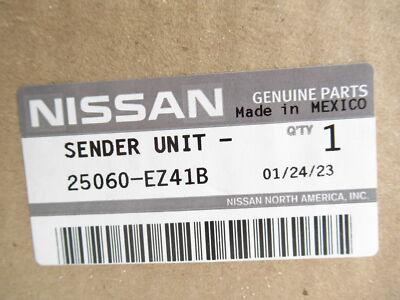 NISSAN
GENUINE PARTS
Made in MEXICO
SENDER UNIT -
Q'TY 1
25060-EZ41B
01/24/23
NISSAN NORTH AMERICA, INC.